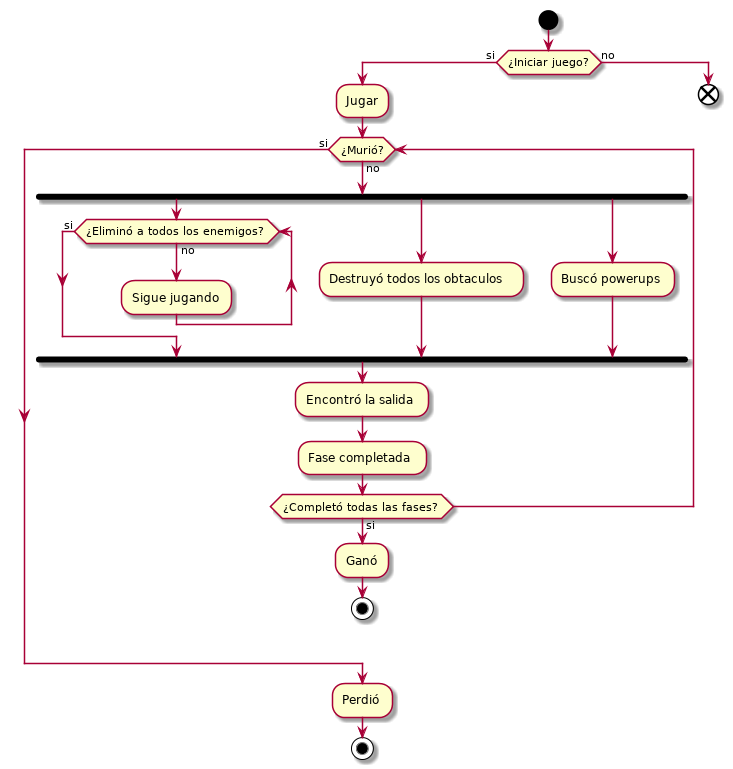 si
¿Iniciar juego?
no
Jugar
si
¿Murió?
no
si
¿Eliminó a todos los enemigos?
no
Sigue jugando
Destruyó todos los obtaculos
Buscó powerups
Encontró la salida
Fase completada
¿Completó todas las fases?
si
Ganó
Perdió